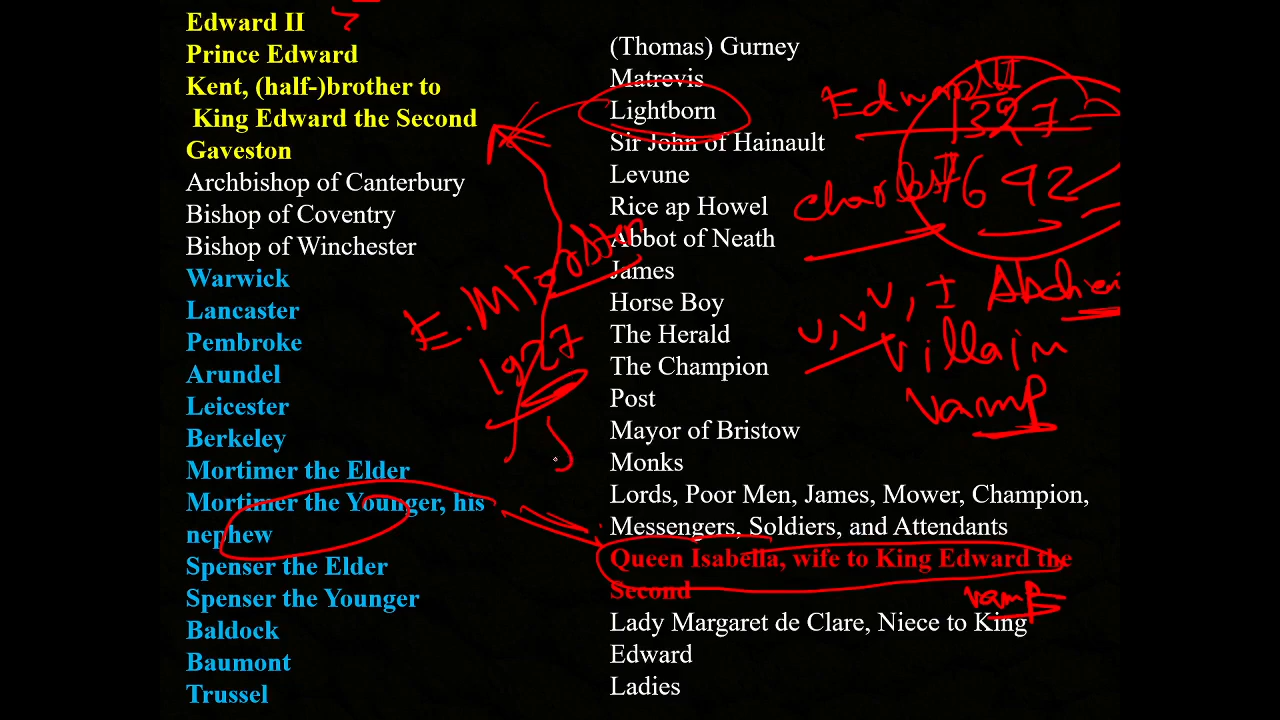 Edward II
Prince Edward
Kent, (half-)brother to
King Edward the Second
Gaveston
Archbishop of Canterbury
Bishop of Coventry
Bishop of Winchester
Warwick
Lancaster
Pembroke
Arundel
Leicester
Berkeley
Mortimer the Elder
Mortimer the Younger, his
nephew
Spenser the Elder
Spenser the Younger
Baldock
Baumont
Trussel
(Thomas) Gurney
Matrevis
Lightborn
Sir John of Hainault
Levune
Rice ap Howel
Abbot of Neath
James
Horse Boy
The Herald
The Champion
Post
Mayor of Bristow
Monks
Lords, Poor Men, James, Mower, Champion,
Messengers, Soldiers, and Attendants
Queen Isabella, wife to King Edward the
Second
Lady Margaret de Clare, Niece to King
Edward
Ladies
E.M Forster
1927
Edward III
1327
Charles II
V, V, V, I
Villain
Vamp
Vamp